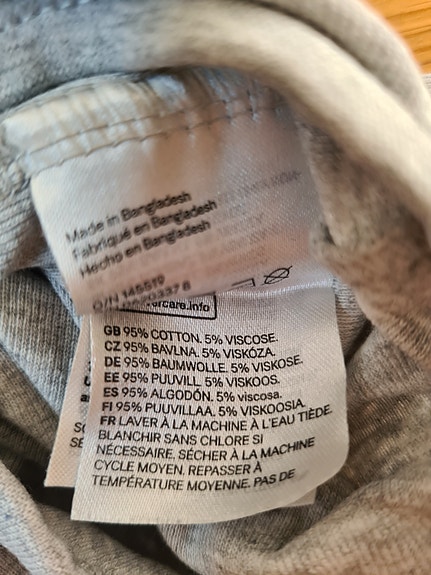 Made in Bangladesh
Fabriqué en Bangladesh
Hecho en Bangladesh
O/N 145519
care.info
GB 95% COTTON. 5% VISCOSE.
CZ 95% BAVLNA. 5% VISKÓZA.
DE 95% BAUMWOLLE. 5% VISKOSE.
EE 95% PUUVILL. 5% VISKOOS.
ES 95% ALGODÓN. 5% viscosa.
FI 95% PUUVILLAA. 5% VISKOOSIA.
FR LAVER À LA MACHINE À L'EAU TIÈDE.
BLANCHIR SANS CHLORE SI
NÉCESSAIRE. SÉCHER À LA MACHINE
CYCLE MOYEN. REPASSER À
TEMPÉRATURE MOYENNE. PAS DE